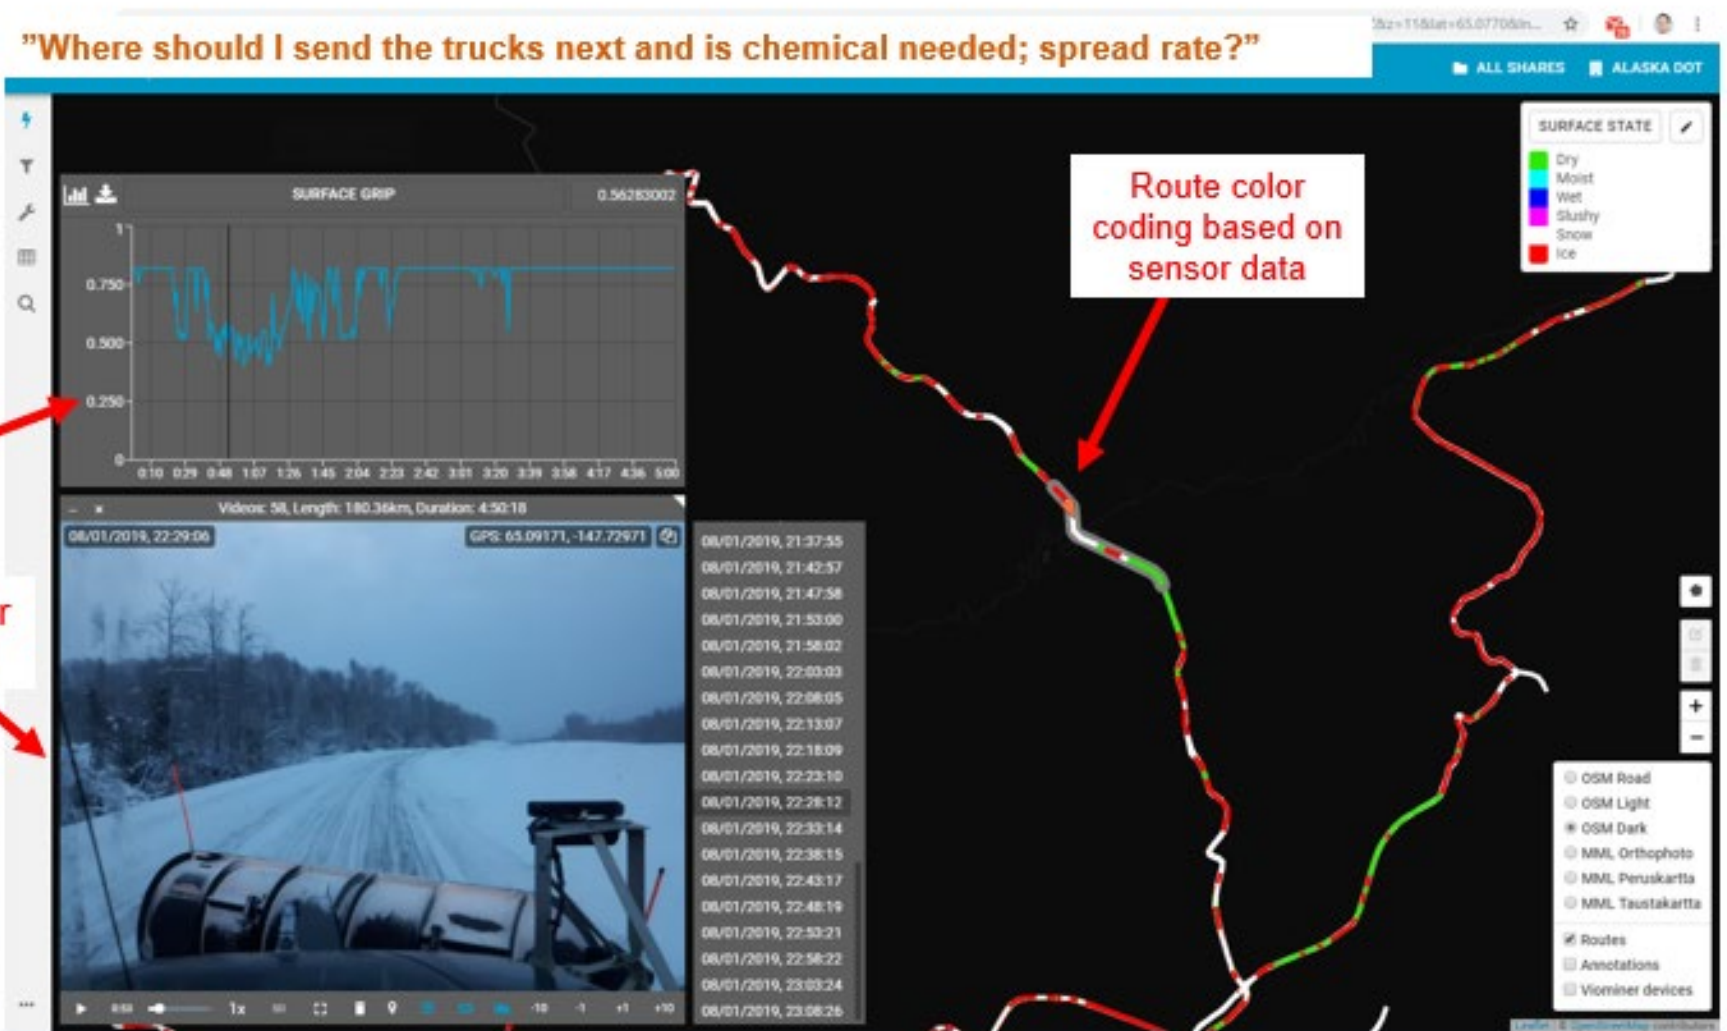 ”Where should I send the trucks next and is chemical needed; spread rate?”
ALL SHARES
ALASKA DOT
SURFACE STATE
Dry
Moist
Wet
Slushy
Snow
Ice
Route color
coding based on
sensor data
SURFACE GRIP
0.56283002
1
0.750
0.500
0.250
0
0:10 0:29 0:48 1:07 1:26 1:45 2:04 2:23 2:42 3:01 3:20 3:39 3:58 4:17 4:36 5:00
Videos: 58, Length: 180.36km, Duration: 4:50:18
08/01/2019, 22:29:06
GPS: 65.09171, -147.72971
r
08/01/2019, 21:37:55
08/01/2019, 21:42:57
08/01/2019, 21:47:58
08/01/2019, 21:53:00
08/01/2019, 21:58:02
08/01/2019, 22:03:03
08/01/2019, 22:08:05
08/01/2019, 22:13:07
08/01/2019, 22:18:09
08/01/2019, 22:23:10
08/01/2019, 22:28:12
08/01/2019, 22:33:14
08/01/2019, 22:38:15
08/01/2019, 22:43:17
08/01/2019, 22:48:19
08/01/2019, 22:53:21
08/01/2019, 22:58:22
08/01/2019, 23:03:24
08/01/2019, 23:08:26
1x
-10 -1 +1 +10
+
−
OSM Road
OSM Light
OSM Dark
MML Orthophoto
MML Peruskartta
MML Taustakartta
Routes
Annotations
Viominer devices